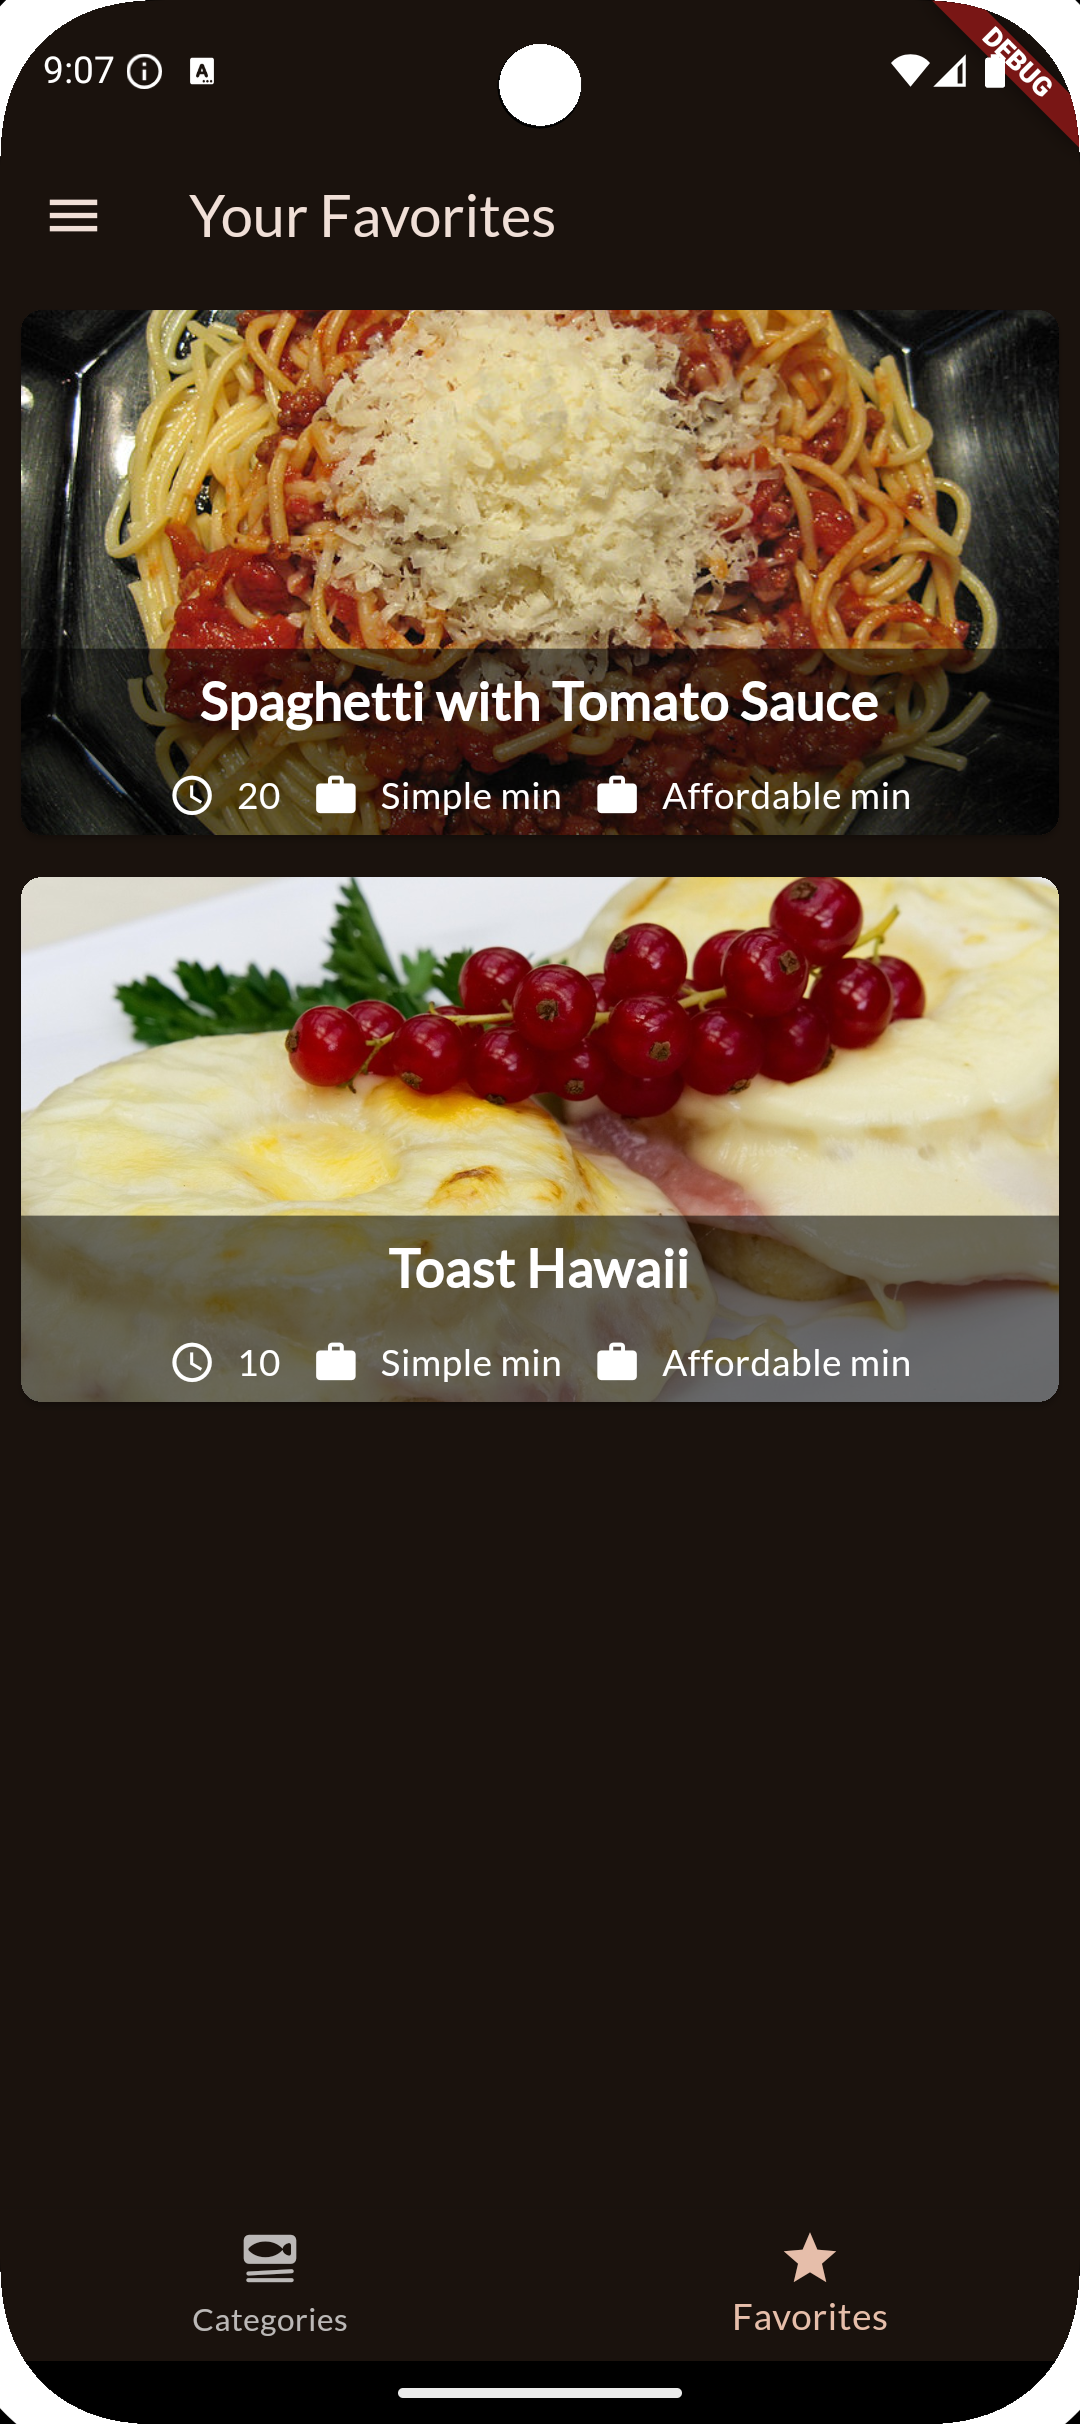 9:07
A
DEBUG
Your Favorites
Spaghetti with Tomato Sauce
20 Simple min Affordable min
Toast Hawaii
10 Simple min Affordable min
Categories
Favorites